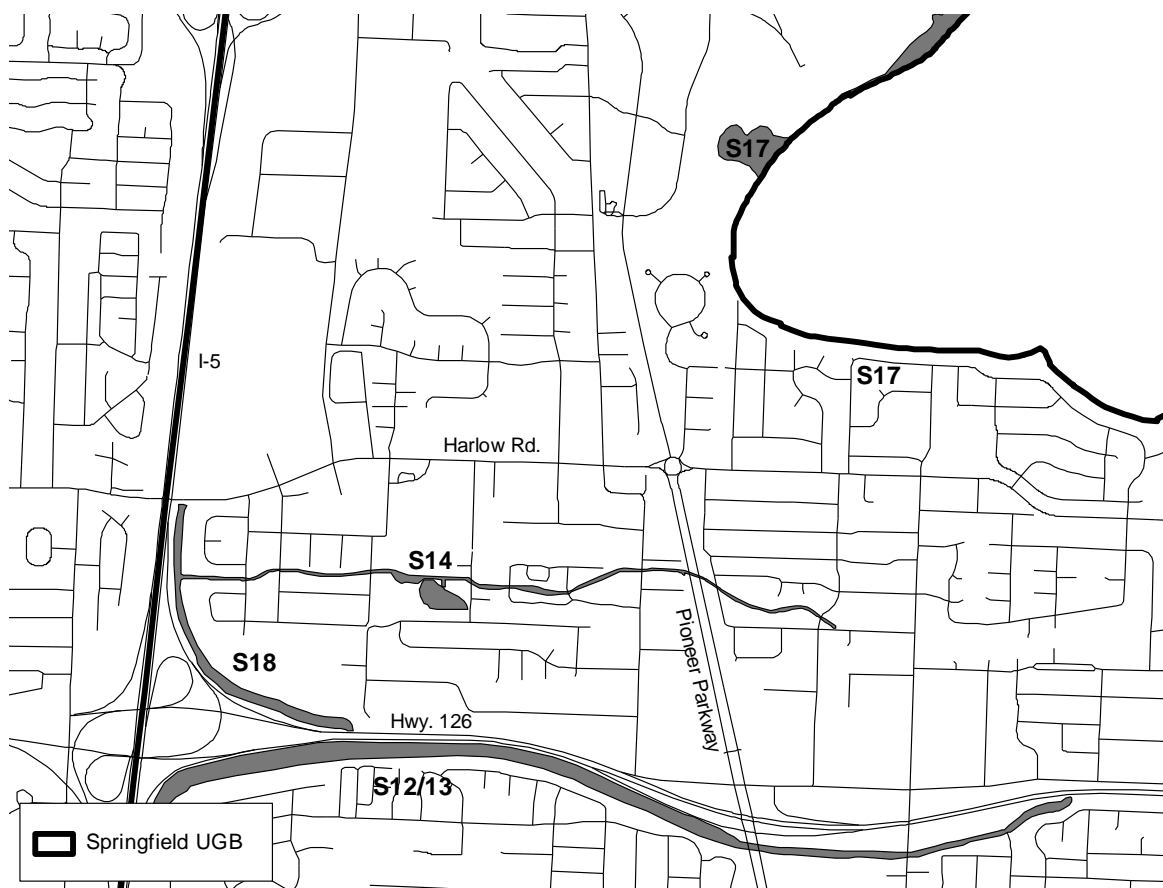 S17
I-5
S17
Harlow Rd.
S14
Pioneer Parkway
S18
Hwy. 126
S12/13
Springfield UGB